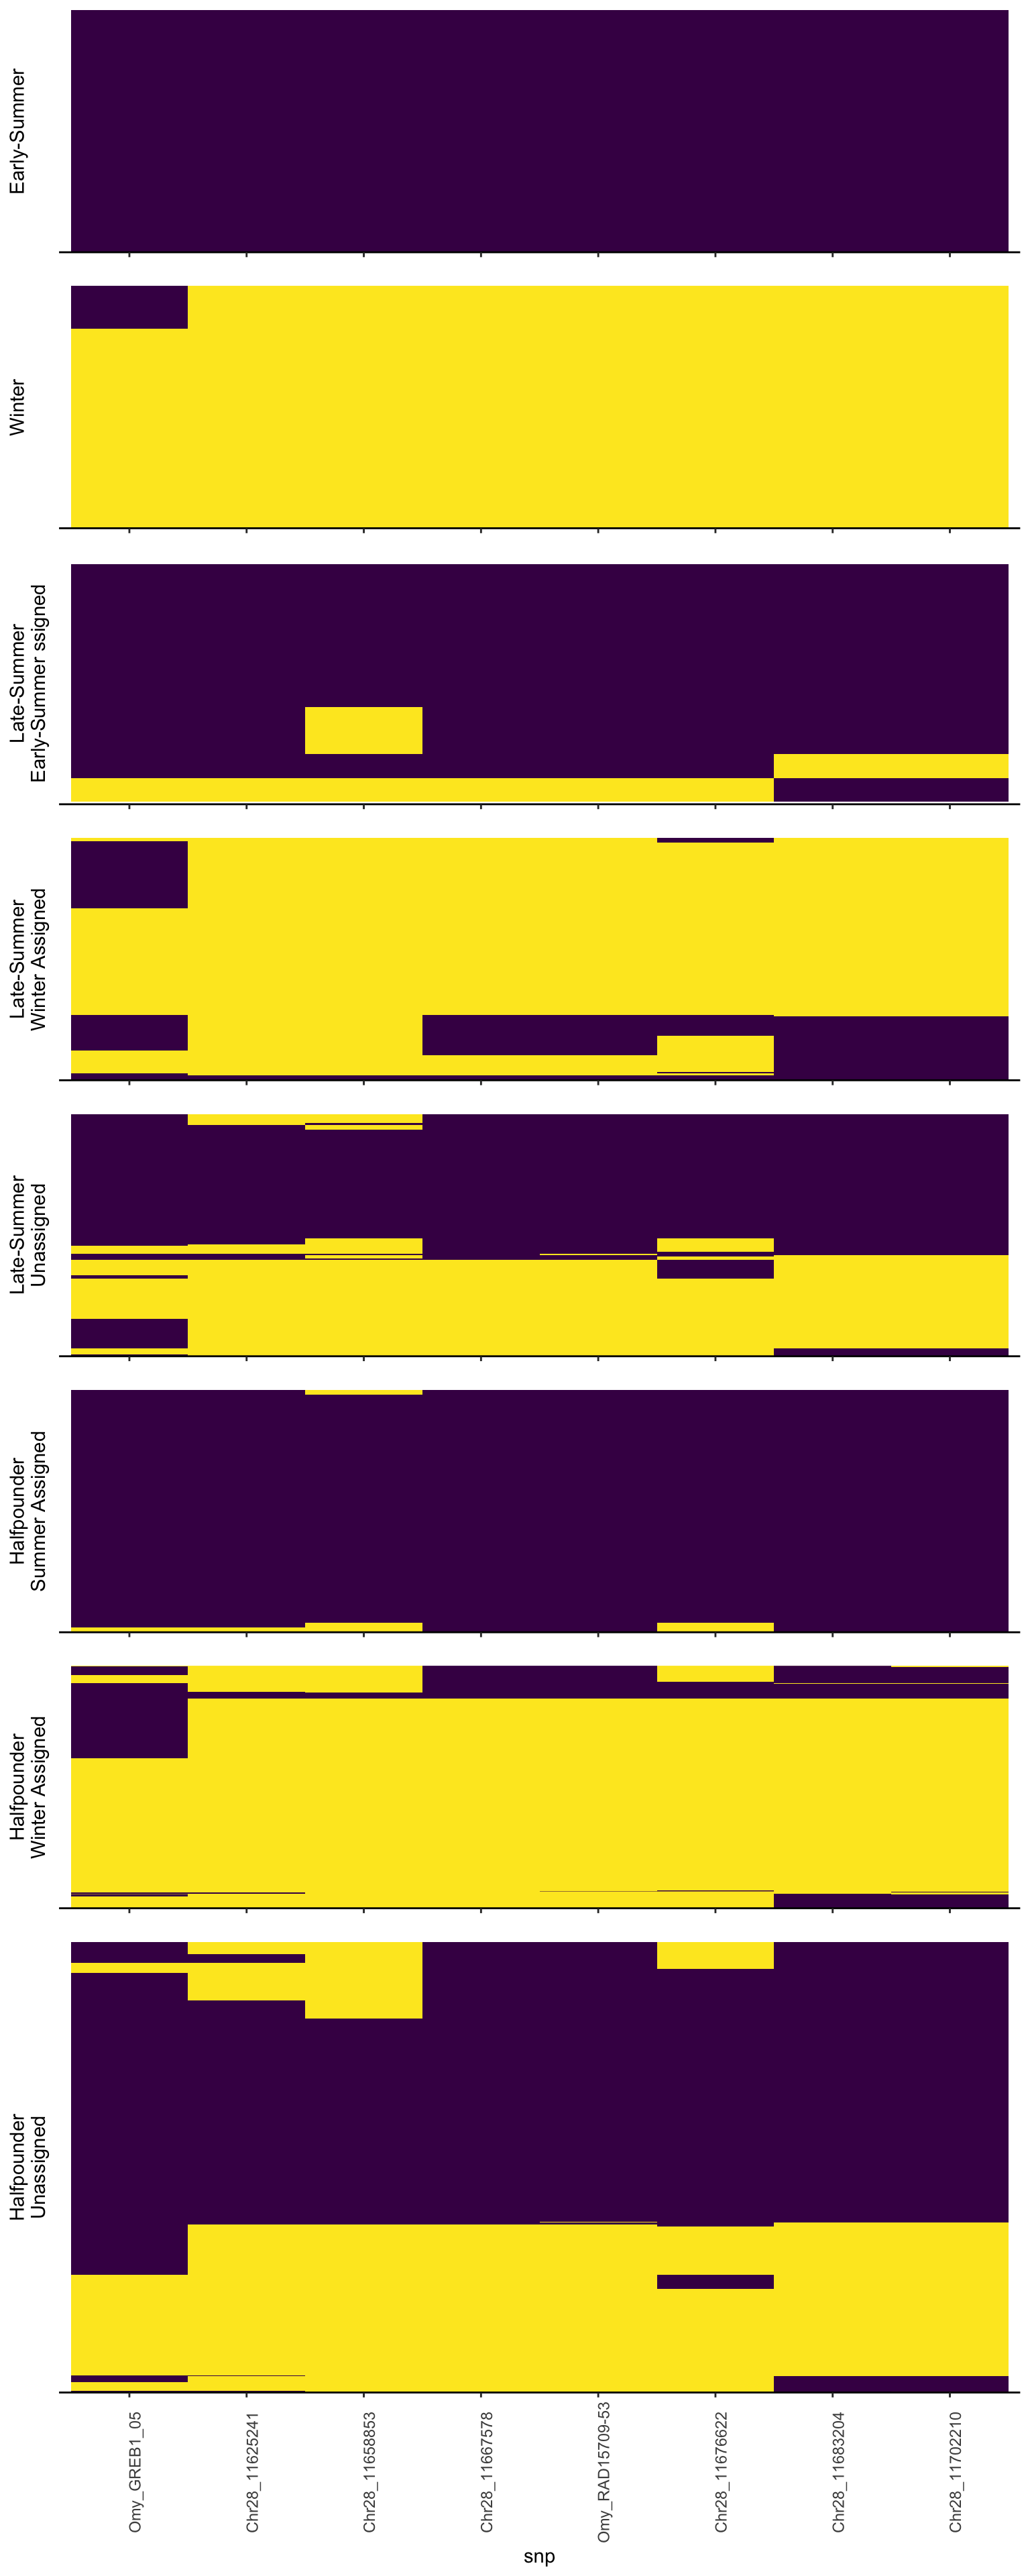 Early-Summer
Winter
Late-Summer
Early-Summer ssigned
Late-Summer
Winter Assigned
Late-Summer
Unassigned
Halfpounder
Summer Assigned
Halfpounder
Winter Assigned
Halfpounder
Unassigned
Omy_GREB1_05
Chr28_11625241
Chr28_11658853
Chr28_11667578
Omy_RAD15709-53
Chr28_11676622
Chr28_11683204
Chr28_11702210
snp